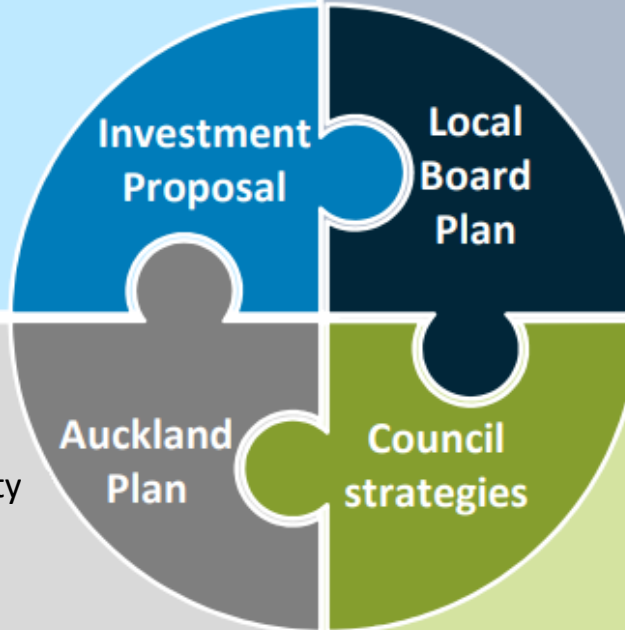 Investment
Proposal
Local
Board
Plan
Auckland
Plan
Council
strategies